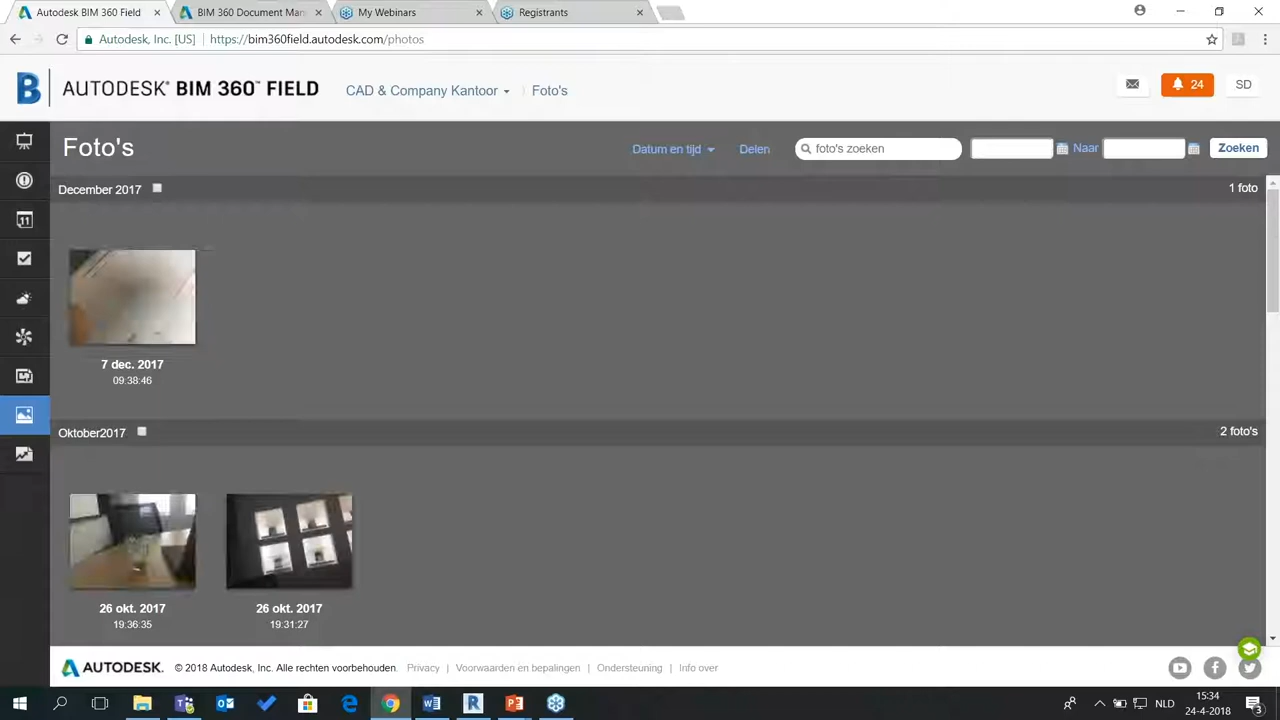 Autodesk BIM 360 Field
BIM 360 Document Man
My Webinars
Registrants
Autodesk, Inc. [US] https://bim360field.autodesk.com/photos
AUTODESK® BIM 360™ FIELD
CAD & Company Kantoor
Foto's
24
SD
Foto's
Datum en tijd
Delen
foto's zoeken
Naar
Zoeken
December 2017
1 foto
7 dec. 2017
09:38:46
Oktober2017
2 foto's
26 okt. 2017
19:36:35
26 okt. 2017
19:31:27
AUTODESK.
© 2018 Autodesk, Inc. Alle rechten voorbehouden.
Privacy | Voorwaarden en bepalingen | Ondersteuning | Info over
NLD
15:34
24-4-2018
3